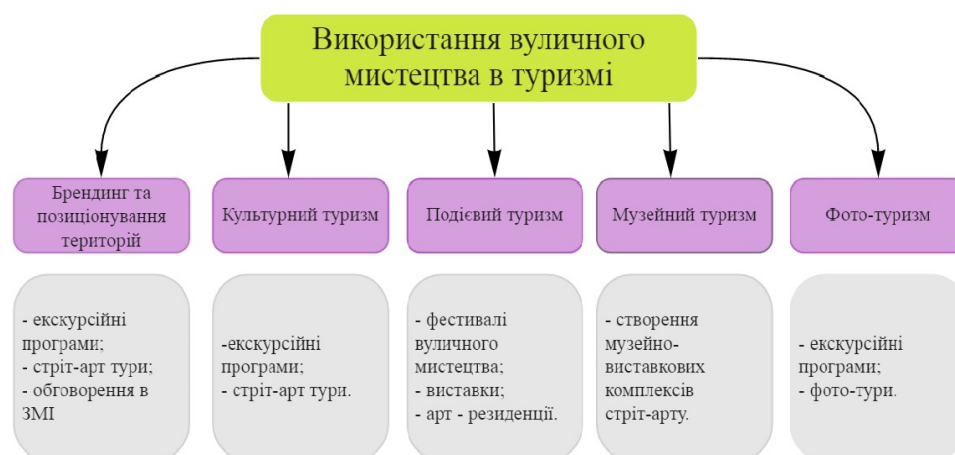 Використання вуличного
мистецтва в туризмі
Брендинг та
позиціонування
територій
Культурний туризм
Подієвий туризм
Музейний туризм
Фото-туризм
- екскурсійні
програми;
- стріт-арт тури;
- обговорення в
ЗМІ
-екскурсійні
програми;
- стріт-арт тури.
- фестивалі
вуличного
мистецтва;
- виставки;
- арт - резиденції.
- створення
музейно-
виставкових
комплексів
стріт-арту.
- екскурсійні
програми;
- фото-тури.